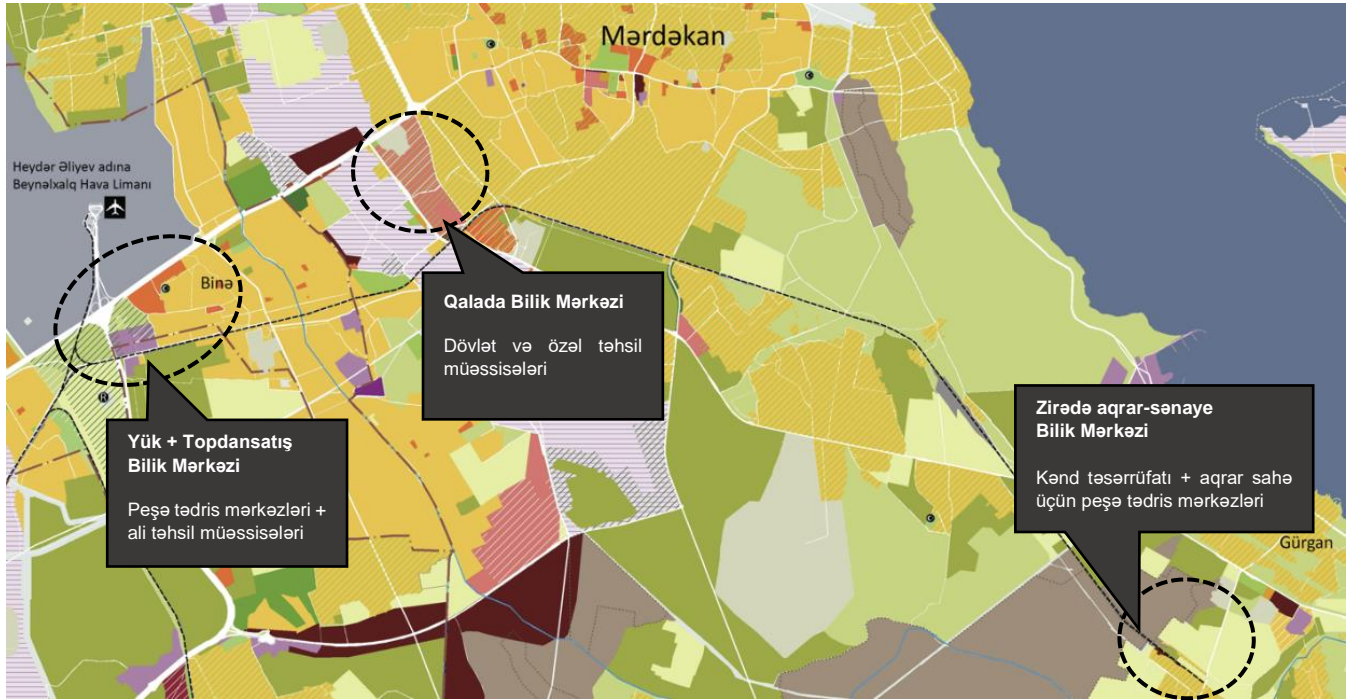 Mərdəkan
Heydər Əliyev adına
Beynəlxalq Hava Limanı
Binə
Qalada Bilik Mərkəzi
Dövlət və özəl təhsil
müəssisələri
Yük + Topdansatış
Bilik Mərkəzi
Peşə tədris mərkəzləri +
ali təhsil müəssisələri
Zirədə aqrar-sənaye
Bilik Mərkəzi
Kənd təsərrüfatı + aqrar sahə
üçün peşə tədris mərkəzləri
Gürgan